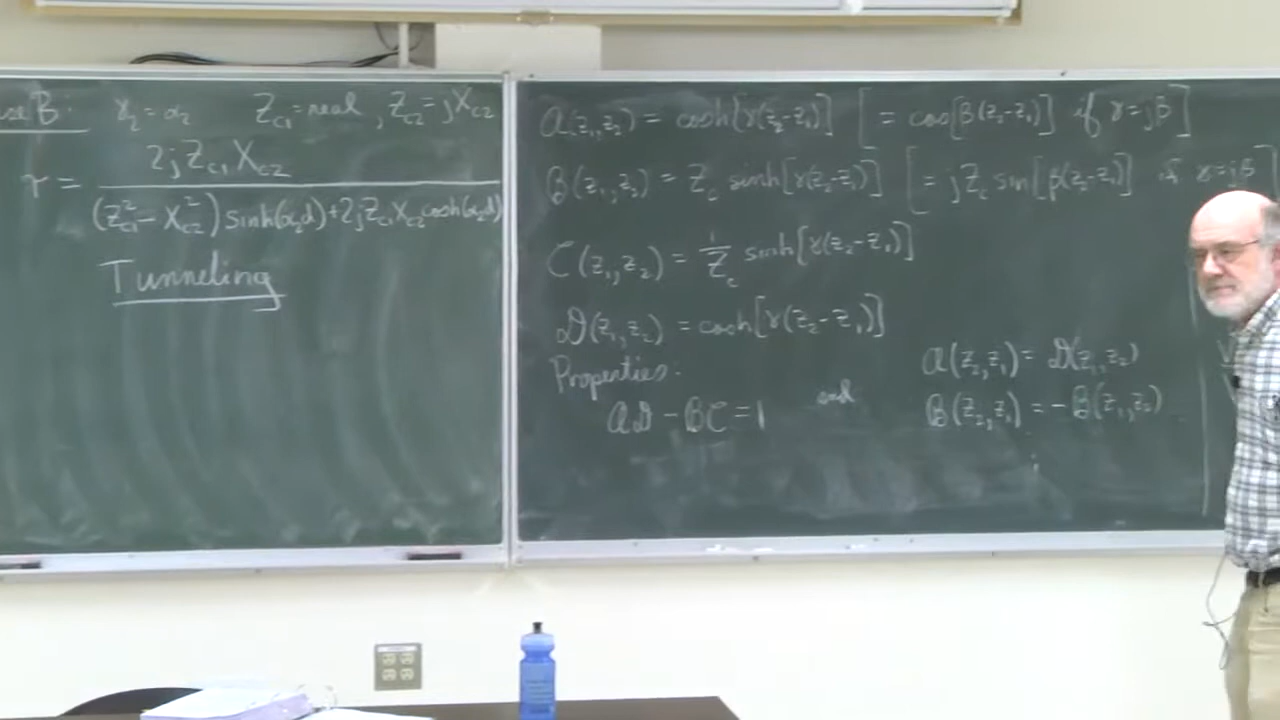 se B: γ₂ = α₂ Z_c1 = real, Z_c2 = jX_c2
τ = 2j Z_c1 X_c2 / (Z_c1² − X_c2²) sinh(α₂d) + 2j Z_c1 X_c2 cosh(α₂d)
Tunneling
A(z₁, z₂) = cosh[γ(z₂ − z₁)] [ = cos[β(z₂ − z₁)] if γ = jβ ]
B(z₁, z₂) = Z_c sinh[γ(z₂ − z₁)] [ = jZ_c sin[β(z₂ − z₁)] if γ = jβ ]
C(z₁, z₂) = 1/Z_c sinh[γ(z₂ − z₁)]
D(z₁, z₂) = cosh[γ(z₂ − z₁)]
Properties:
AD − BC = 1 and
A(z₂, z₁) = D(z₁, z₂)
B(z₂, z₁) = − B(z₁, z₂)